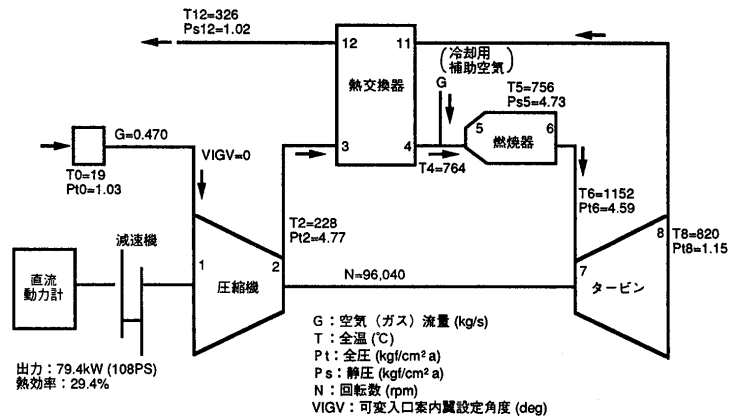 T12=326
Ps12=1.02
12
11
熱交換器
3
4
(冷却用
補助空気)
G
T5=756
Ps5=4.73
5
6
燃焼器
T4=764
G=0.470
VIGV=0
T0=19
Pt0=1.03
T2=228
Pt2=4.77
T6=1152
Pt6=4.59
T8=820
Pt8=1.15
直流
動力計
減速機
1
2
圧縮機
N=96,040
7
8
タービン
出力：79.4kW (108PS)
熱効率：29.4%
G：空気（ガス）流量 (kg/s)
T：全温 (℃)
Pt：全圧 (kgf/cm² a)
Ps：静圧 (kgf/cm² a)
N：回転数 (rpm)
VIGV：可変入口案内翼設定角度 (deg)